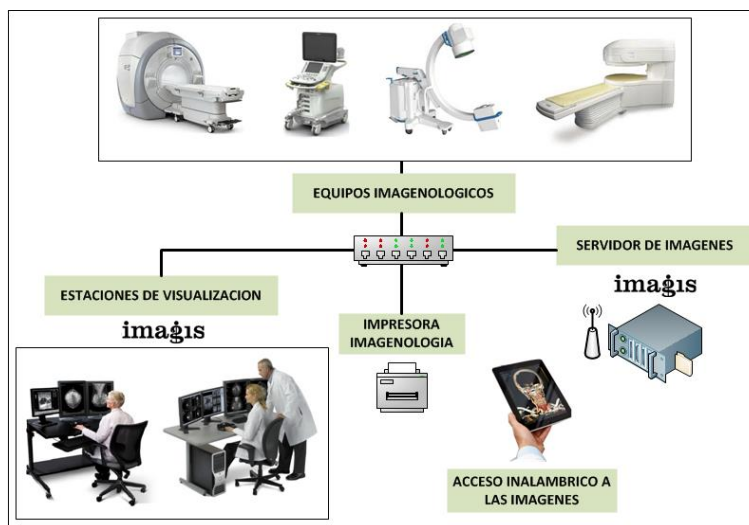 EQUIPOS IMAGENOLOGICOS
SERVIDOR DE IMAGENES
imagis
ESTACIONES DE VISUALIZACION
imagis
IMPRESORA
IMAGENOLOGIA
ACCESO INALAMBRICO A
LAS IMAGENES